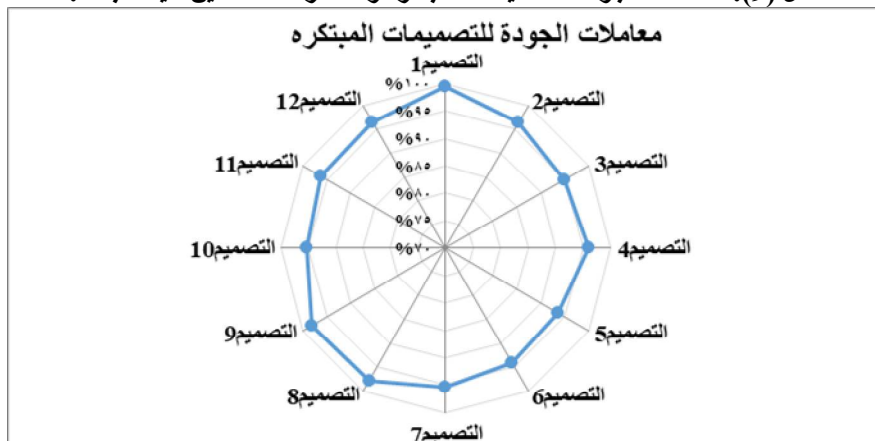 معاملات الجودة للتصميمات المبتكره
التصميم1
التصميم2
التصميم3
التصميم4
التصميم5
التصميم6
التصميم7
التصميم8
التصميم9
التصميم10
التصميم11
التصميم12
%١٠٠
%٩٥
%٩٠
%٨٥
%٨٠
%٧٥
%٧٠